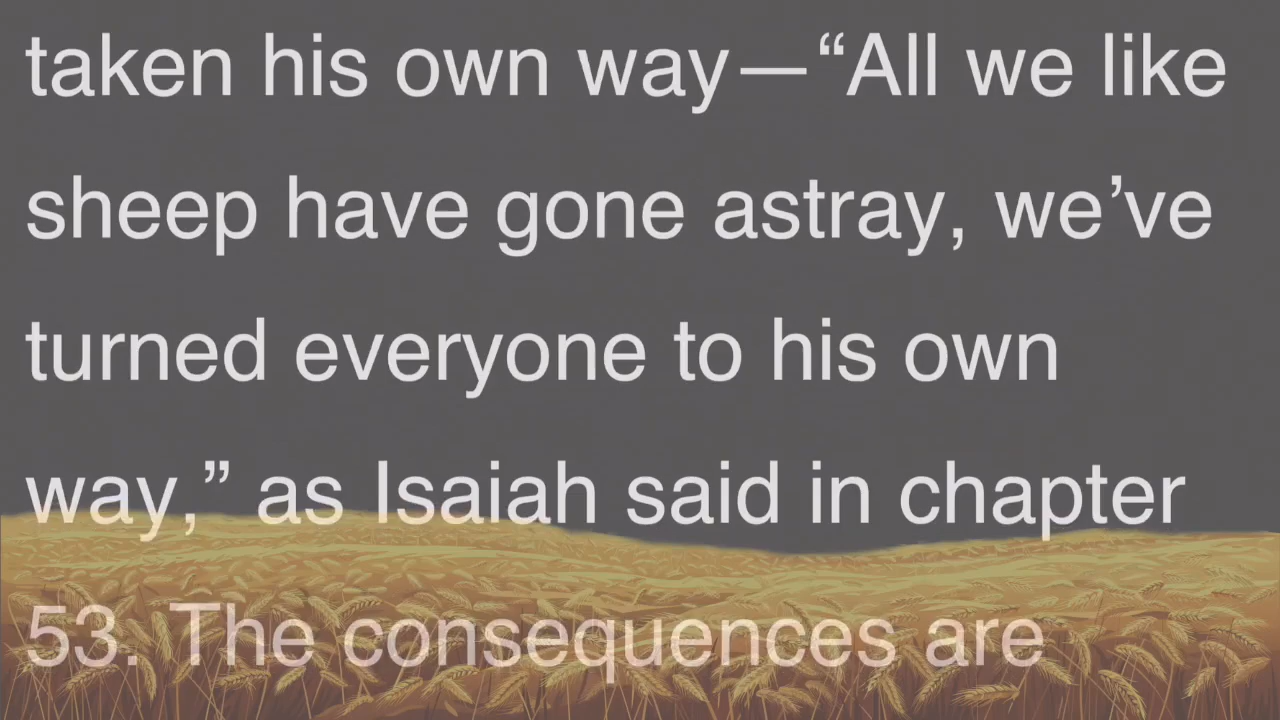 taken his own way—“All we like
sheep have gone astray, we’ve
turned everyone to his own
way,” as Isaiah said in chapter
53. The consequences are